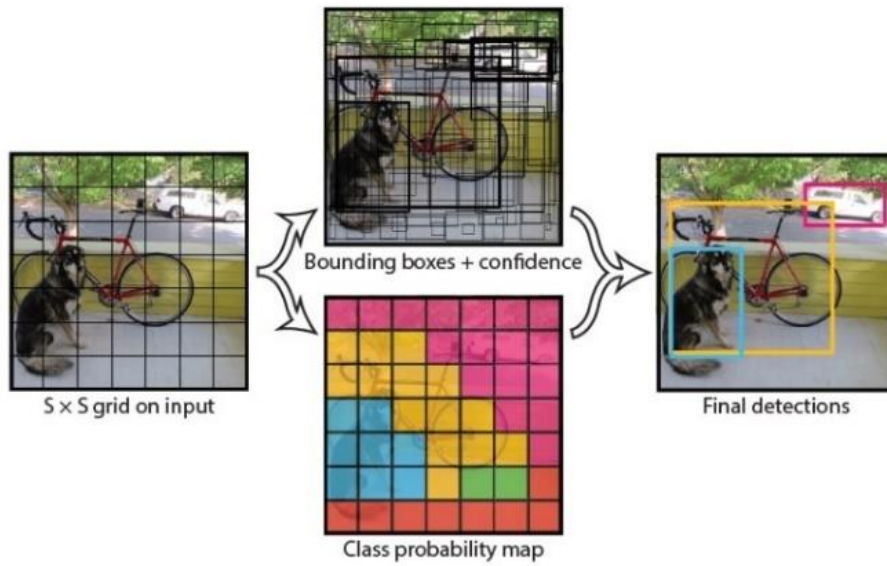 Bounding boxes + confidence
S × S grid on input
Final detections
Class probability map